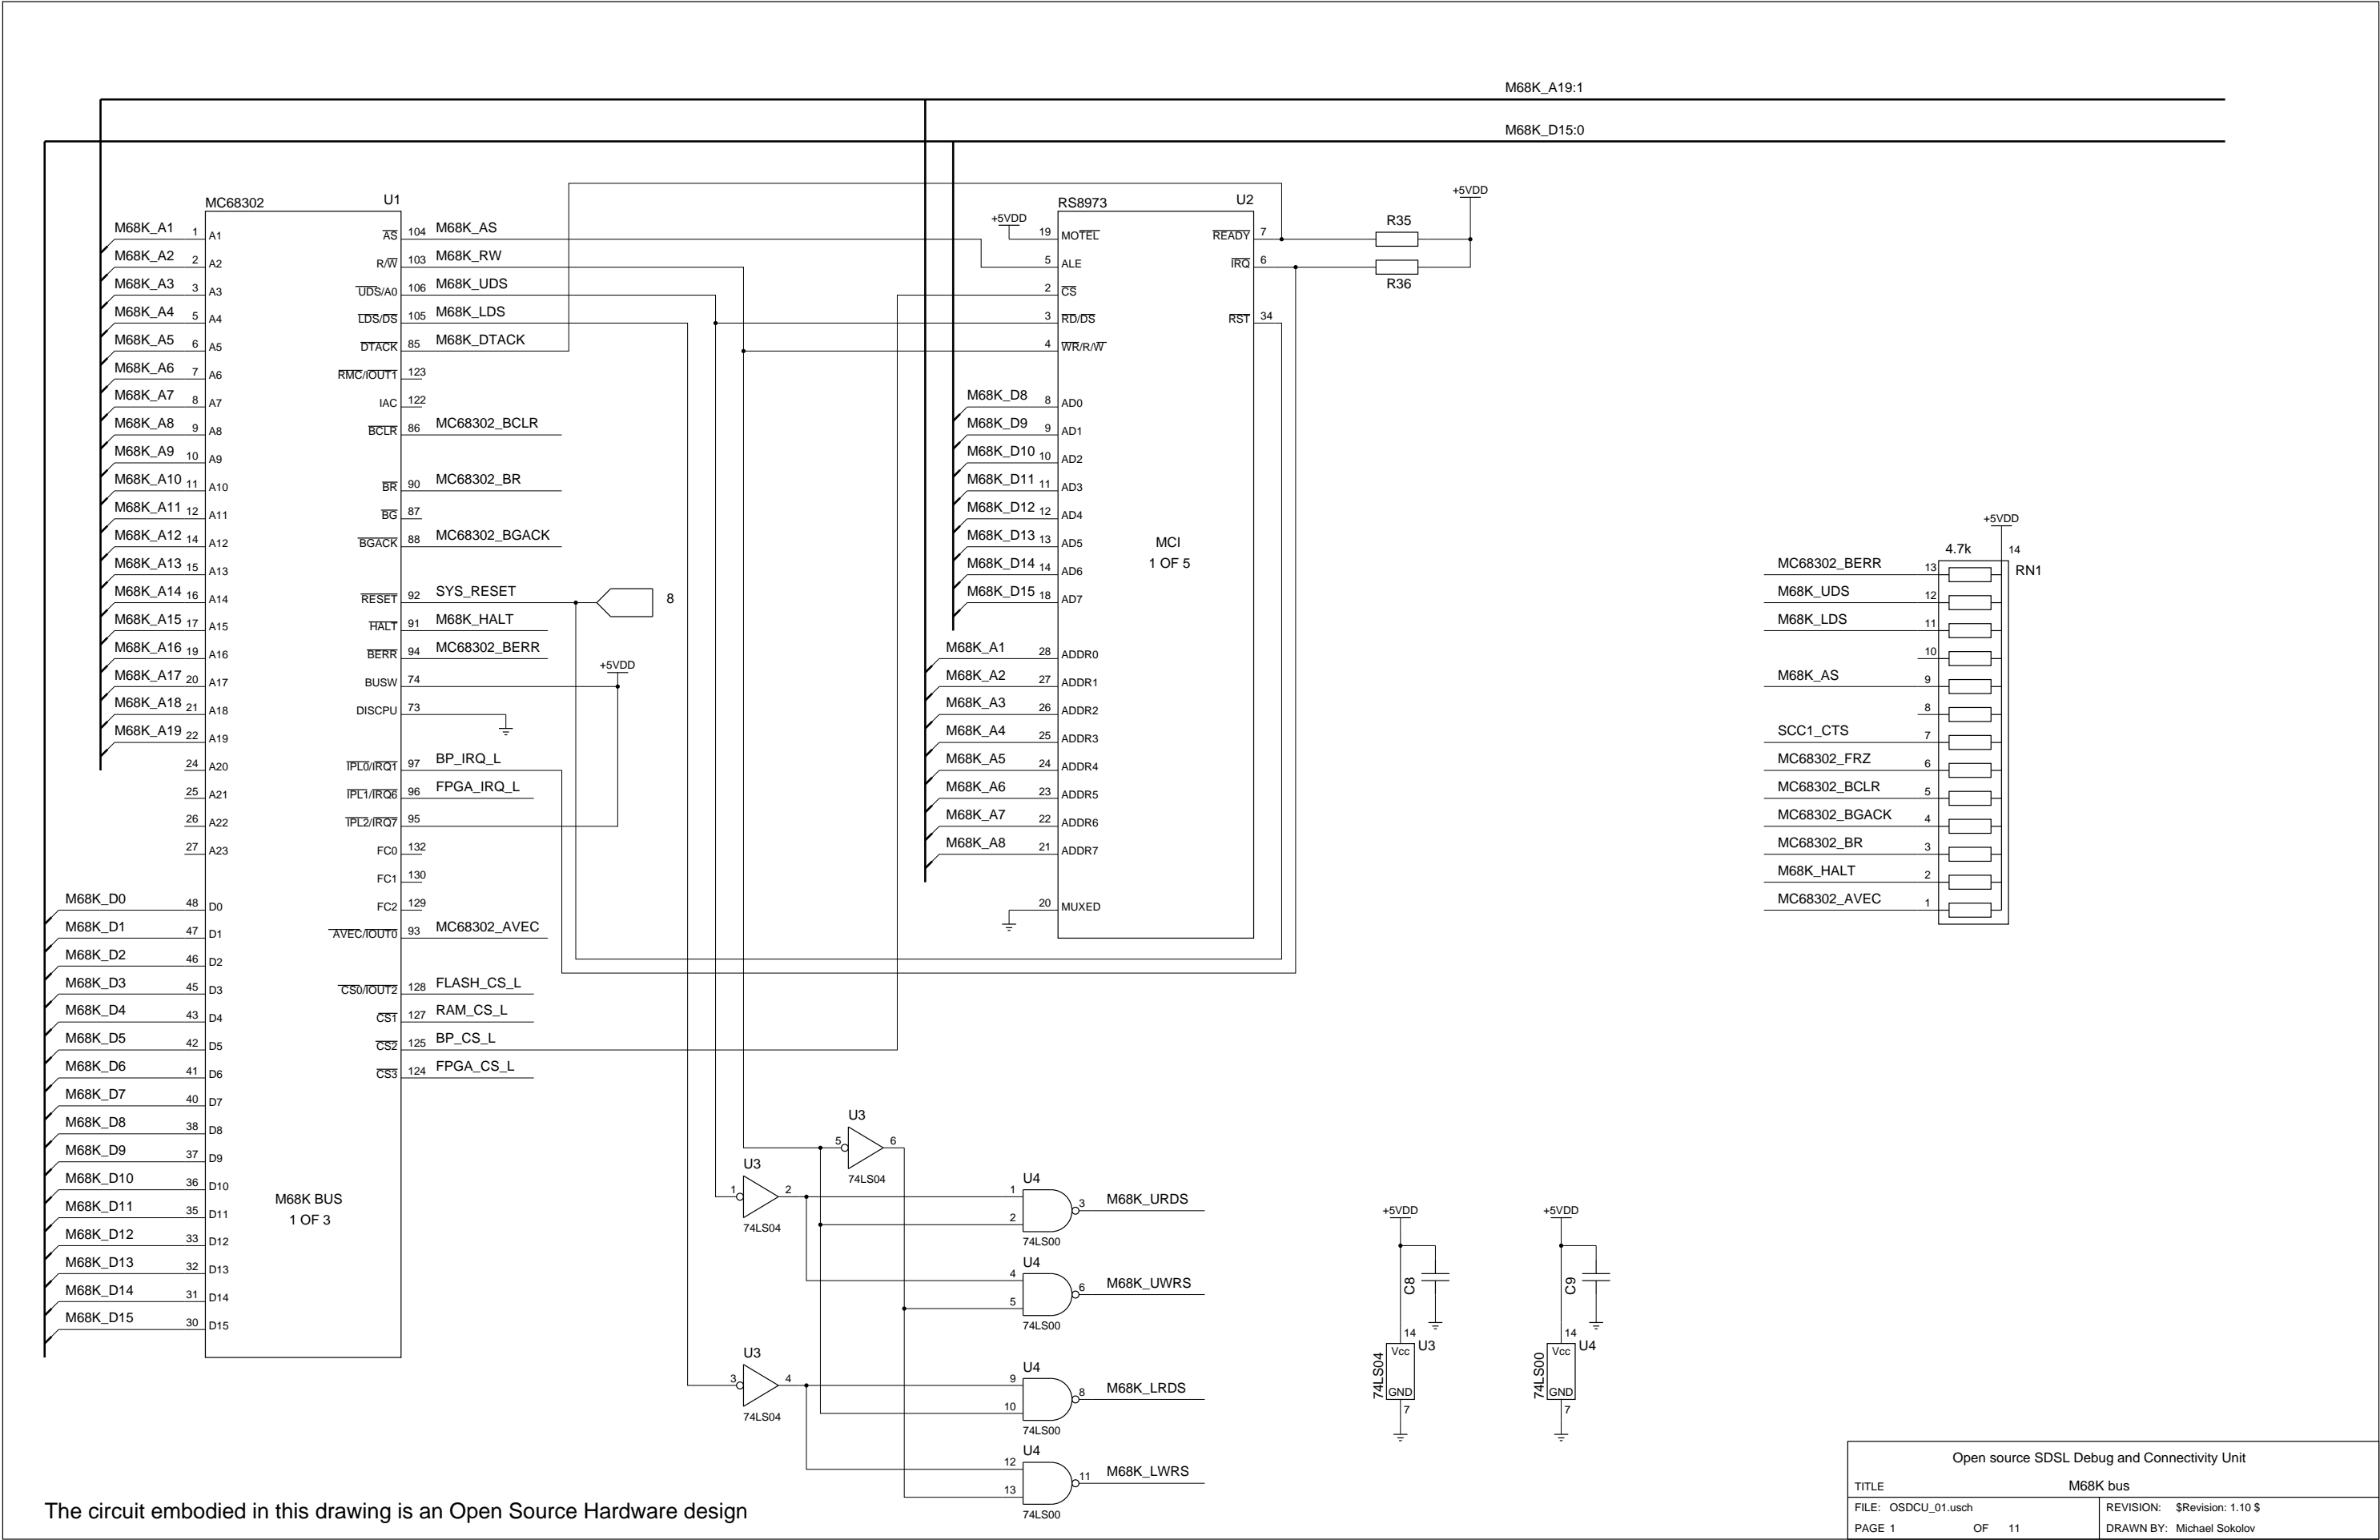 M68K_A19:1
M68K_D15:0
MC68302 U1
M68K_A1 1 A1
M68K_A2 2 A2
M68K_A3 3 A3
M68K_A4 5 A4
M68K_A5 6 A5
M68K_A6 7 A6
M68K_A7 8 A7
M68K_A8 9 A8
M68K_A9 10 A9
M68K_A10 11 A10
M68K_A11 12 A11
M68K_A12 14 A12
M68K_A13 15 A13
M68K_A14 16 A14
M68K_A15 17 A15
M68K_A16 19 A16
M68K_A17 20 A17
M68K_A18 21 A18
M68K_A19 22 A19
24 A20
25 A21
26 A22
27 A23
M68K_D0 48 D0
M68K_D1 47 D1
M68K_D2 46 D2
M68K_D3 45 D3
M68K_D4 43 D4
M68K_D5 42 D5
M68K_D6 41 D6
M68K_D7 40 D7
M68K_D8 38 D8
M68K_D9 37 D9
M68K_D10 36 D10
M68K_D11 35 D11
M68K_D12 33 D12
M68K_D13 32 D13
M68K_D14 31 D14
M68K_D15 30 D15
M68K BUS
1 OF 3
AS 104 M68K_AS
R/W 103 M68K_RW
UDS/A0 106 M68K_UDS
LDS/DS 105 M68K_LDS
DTACK 85 M68K_DTACK
RMC/IOUT1 123
IAC 122
BCLR 86 MC68302_BCLR
BR 90 MC68302_BR
BG 87
BGACK 88 MC68302_BGACK
RESET 92 SYS_RESET 8
HALT 91 M68K_HALT
BERR 94 MC68302_BERR
+5VDD
BUSW 74
DISCPU 73
IPL0/IRQ1 97 BP_IRQ_L
IPL1/IRQ6 96 FPGA_IRQ_L
IPL2/IRQ7 95
FC0 132
FC1 130
FC2 129
AVEC/IOUT0 93 MC68302_AVEC
CS0/IOUT2 128 FLASH_CS_L
CS1 127 RAM_CS_L
CS2 125 BP_CS_L
CS3 124 FPGA_CS_L
RS8973 U2
+5VDD
19 MOTEL
5 ALE
2 CS
3 RD/DS
4 WR/R/W
M68K_D8 8 AD0
M68K_D9 9 AD1
M68K_D10 10 AD2
M68K_D11 11 AD3
M68K_D12 12 AD4
M68K_D13 13 AD5
M68K_D14 14 AD6
M68K_D15 18 AD7
M68K_A1 28 ADDR0
M68K_A2 27 ADDR1
M68K_A3 26 ADDR2
M68K_A4 25 ADDR3
M68K_A5 24 ADDR4
M68K_A6 23 ADDR5
M68K_A7 22 ADDR6
M68K_A8 21 ADDR7
20 MUXED
MCI
1 OF 5
READY 7
IRQ 6
RST 34
+5VDD
R35
R36
+5VDD
4.7k 14
RN1
MC68302_BERR 13
M68K_UDS 12
M68K_LDS 11
10
M68K_AS 9
8
SCC1_CTS 7
MC68302_FRZ 6
MC68302_BCLR 5
MC68302_BGACK 4
MC68302_BR 3
M68K_HALT 2
MC68302_AVEC 1
U3
5 6
74LS04
U3
1 2
74LS04
U3
3 4
74LS04
U4
1 2 3 M68K_URDS
74LS00
U4
4 5 6 M68K_UWRS
74LS00
U4
9 10 8 M68K_LRDS
74LS00
U4
12 13 11 M68K_LWRS
74LS00
+5VDD
C8
14
Vcc U3
74LS04
GND
7
+5VDD
C9
14
Vcc U4
74LS00
GND
7
The circuit embodied in this drawing is an Open Source Hardware design
Open source SDSL Debug and Connectivity Unit
TITLE M68K bus
FILE: OSDCU_01.usch REVISION: $Revision: 1.10 $
PAGE 1 OF 11 DRAWN BY: Michael Sokolov